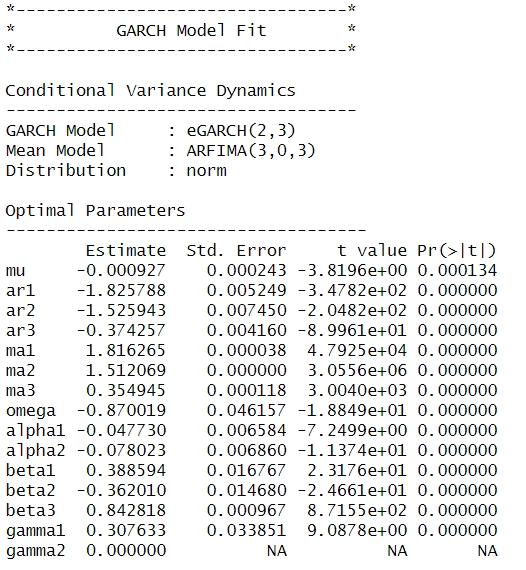 *---------------------------------*
*          GARCH Model Fit        *
*---------------------------------*
Conditional Variance Dynamics
-----------------------------------
GARCH Model     : eGARCH(2,3)
Mean Model      : ARFIMA(3,0,3)
Distribution    : norm
Optimal Parameters
------------------------------------
        Estimate  Std. Error     t value Pr(>|t|)
mu     -0.000927    0.000243 -3.8196e+00 0.000134
ar1    -1.825788    0.005249 -3.4782e+02 0.000000
ar2    -1.525943    0.007450 -2.0482e+02 0.000000
ar3    -0.374257    0.004160 -8.9961e+01 0.000000
ma1     1.816265    0.000038  4.7925e+04 0.000000
ma2     1.512069    0.000000  3.0556e+06 0.000000
ma3     0.354945    0.000118  3.0040e+03 0.000000
omega  -0.870019    0.046157 -1.8849e+01 0.000000
alpha1 -0.047730    0.006584 -7.2499e+00 0.000000
alpha2 -0.078023    0.006860 -1.1374e+01 0.000000
beta1   0.388594    0.016767  2.3176e+01 0.000000
beta2  -0.362010    0.014680 -2.4661e+01 0.000000
beta3   0.842818    0.000967  8.7155e+02 0.000000
gamma1  0.307633    0.033851  9.0878e+00 0.000000
gamma2  0.000000          NA          NA       NA